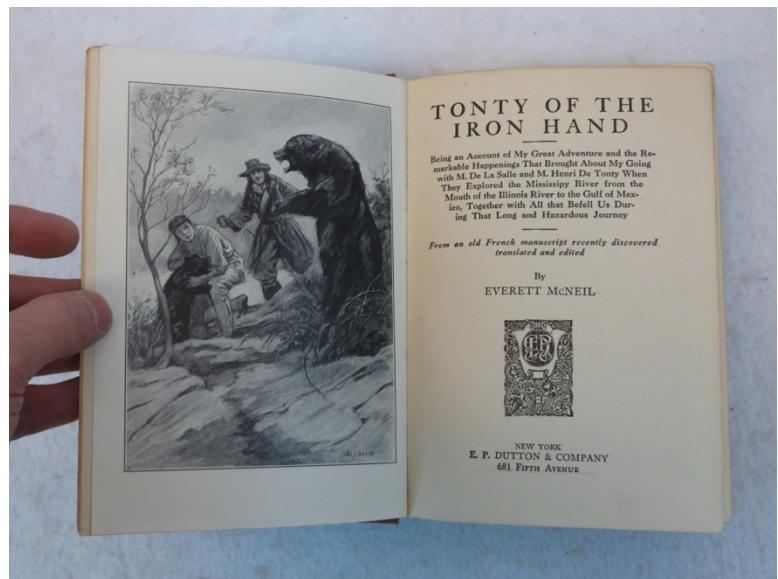 TONTY OF THE
IRON HAND
Being an Account of My Great Adventure and the Re-
markable Happenings That Brought About My Going
with M. De La Salle and M. Henri De Tonty When
They Explored the Mississipy River from the
Mouth of the Illinois River to the Gulf of Mex-
ico, Together with All that Befell Us Dur-
ing That Long and Hazardous Journey
From an old French manuscript recently discovered
translated and edited
By
EVERETT McNEIL
NEW YORK
E. P. DUTTON & COMPANY
681 FIFTH AVENUE